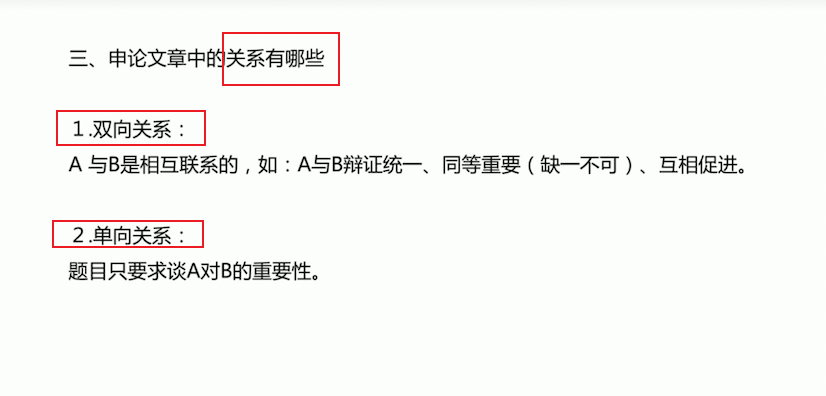 三、申论文章中的关系有哪些
１.双向关系：
A 与B是相互联系的，如：A与B辩证统一、同等重要（缺一不可）、互相促进。
２.单向关系：
题目只要求谈A对B的重要性。